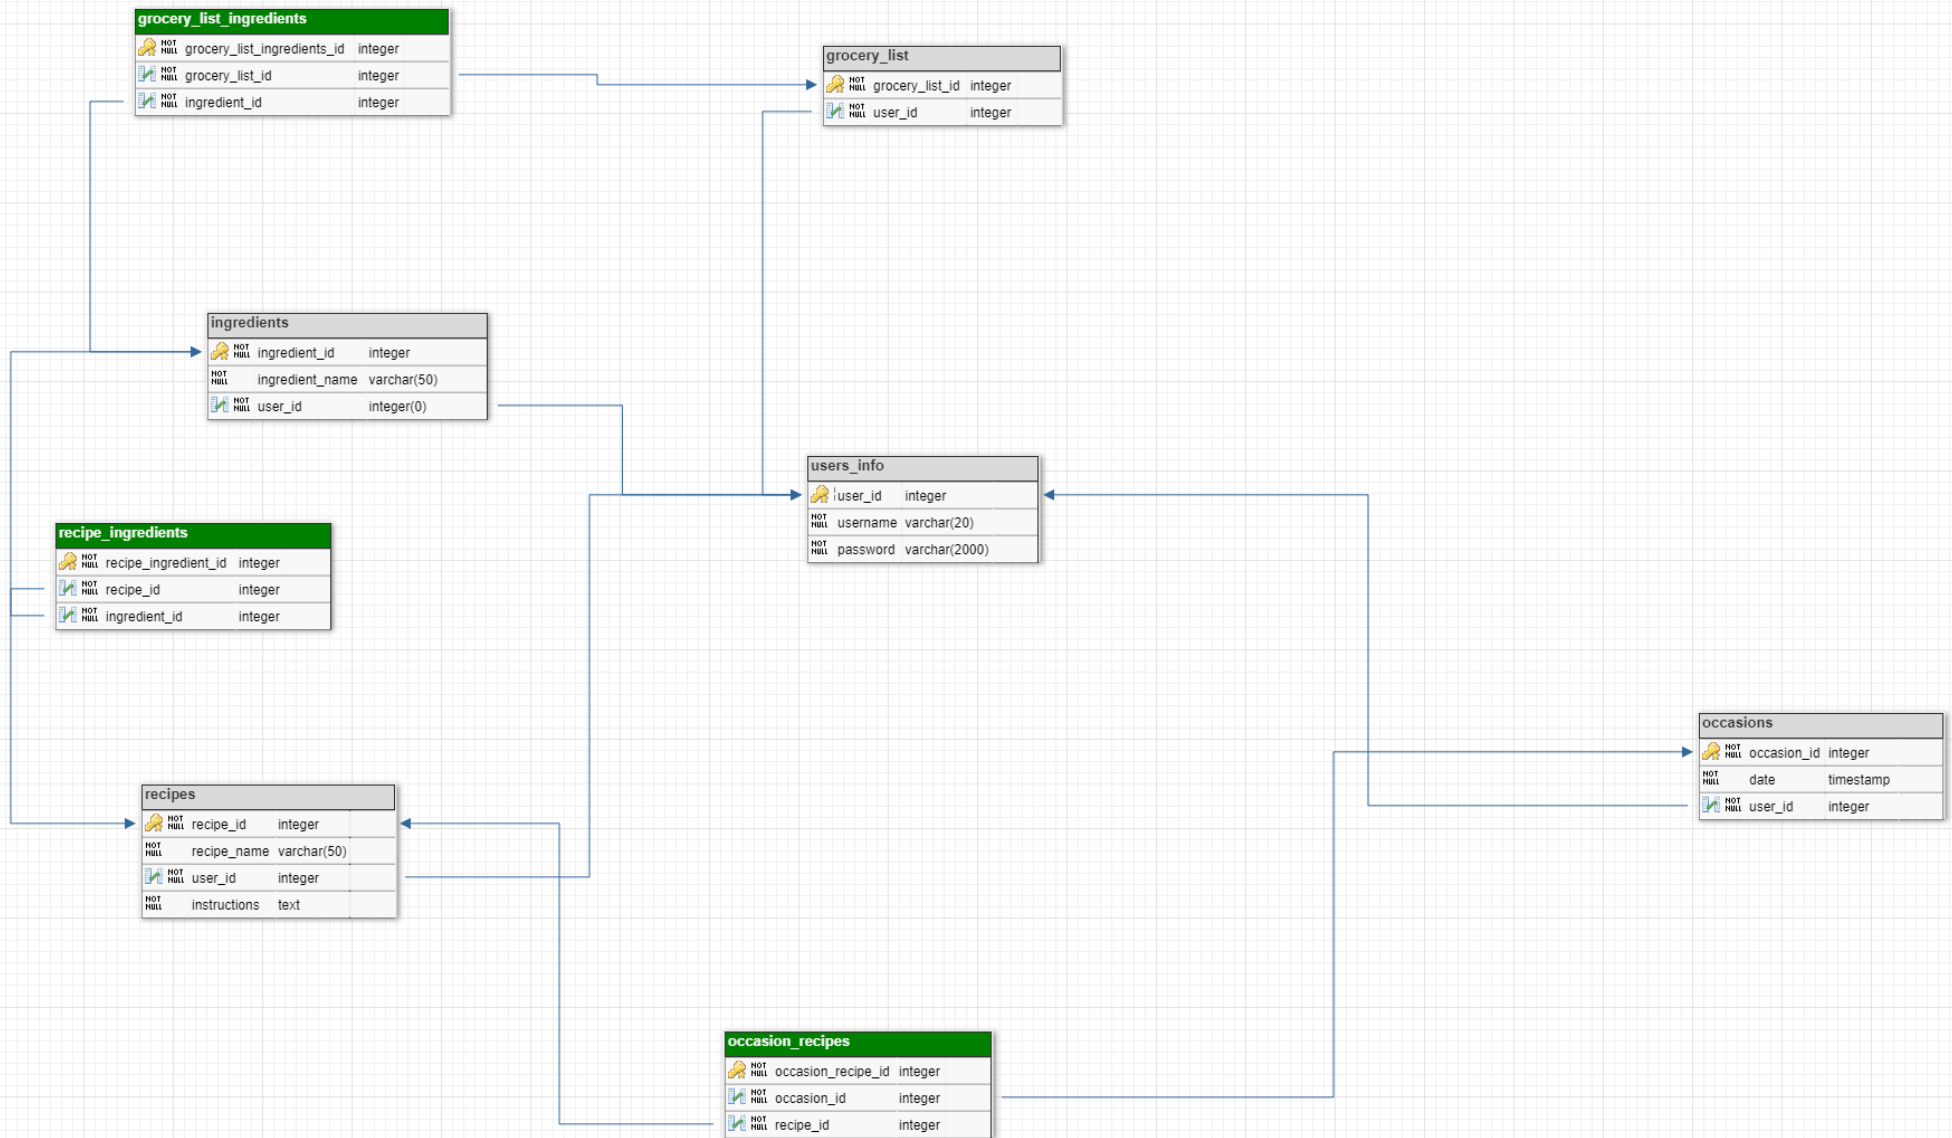 grocery_list_ingredients
NOT NULL grocery_list_ingredients_id integer
NOT NULL grocery_list_id integer
NOT NULL ingredient_id integer
grocery_list
NOT NULL grocery_list_id integer
NOT NULL user_id integer
ingredients
NOT NULL ingredient_id integer
NOT NULL ingredient_name varchar(50)
NOT NULL user_id integer(0)
users_info
user_id integer
NOT NULL username varchar(20)
NOT NULL password varchar(2000)
recipe_ingredients
NOT NULL recipe_ingredient_id integer
NOT NULL recipe_id integer
NOT NULL ingredient_id integer
occasions
NOT NULL occasion_id integer
NOT NULL date timestamp
NOT NULL user_id integer
recipes
NOT NULL recipe_id integer
NOT NULL recipe_name varchar(50)
NOT NULL user_id integer
NOT NULL instructions text
occasion_recipes
NOT NULL occasion_recipe_id integer
NOT NULL occasion_id integer
NOT NULL recipe_id integer